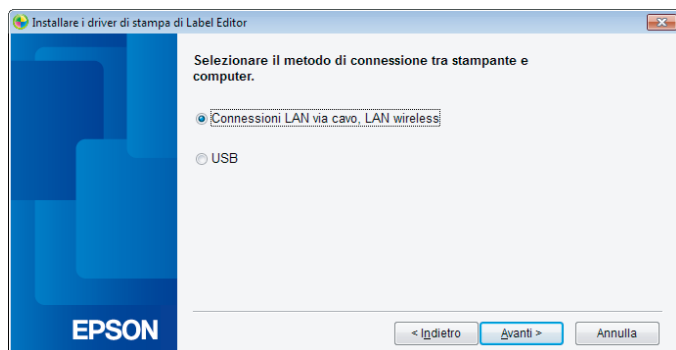 Installare i driver di stampa di Label Editor
Selezionare il metodo di connessione tra stampante e
computer.
Connessioni LAN via cavo, LAN wireless
USB
EPSON
< Indietro
Avanti >
Annulla